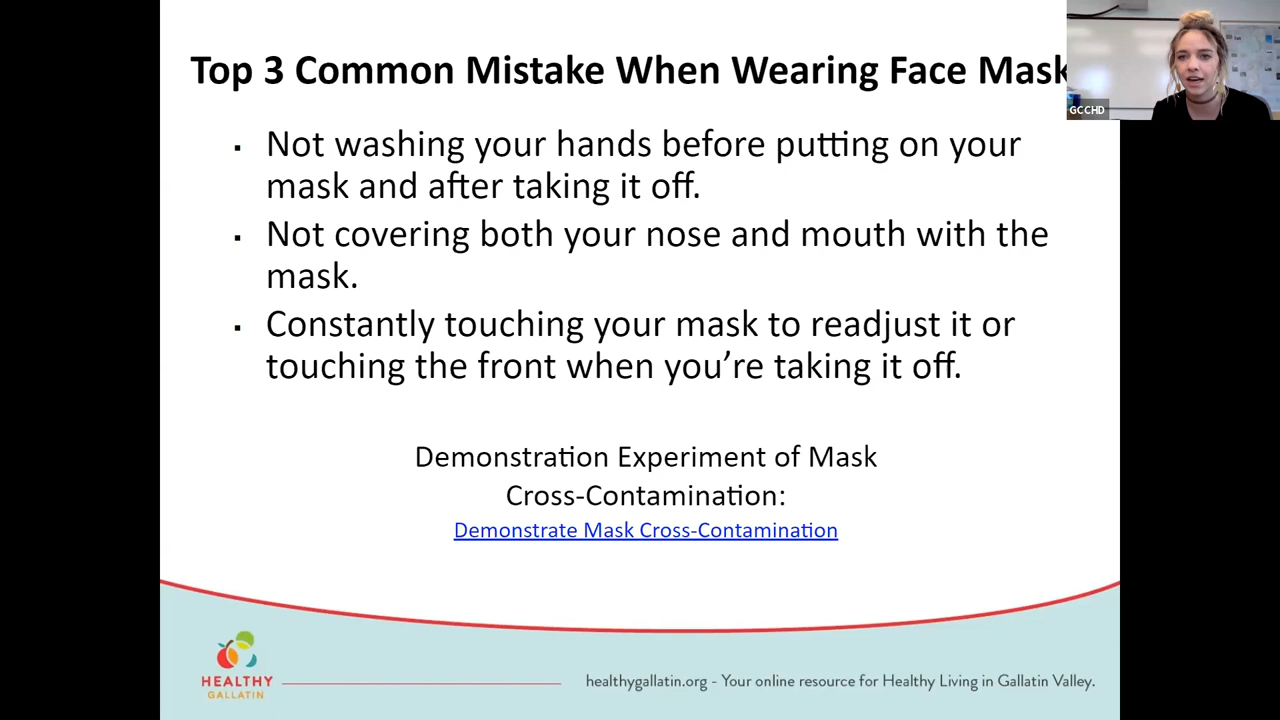 Top 3 Common Mistake When Wearing Face Mask
GCCHD
▪ Not washing your hands before putting on your
mask and after taking it off.
▪ Not covering both your nose and mouth with the
mask.
▪ Constantly touching your mask to readjust it or
touching the front when you’re taking it off.
Demonstration Experiment of Mask
Cross-Contamination:
Demonstrate Mask Cross-Contamination
HEALTHY
GALLATIN
healthygallatin.org - Your online resource for Healthy Living in Gallatin Valley.